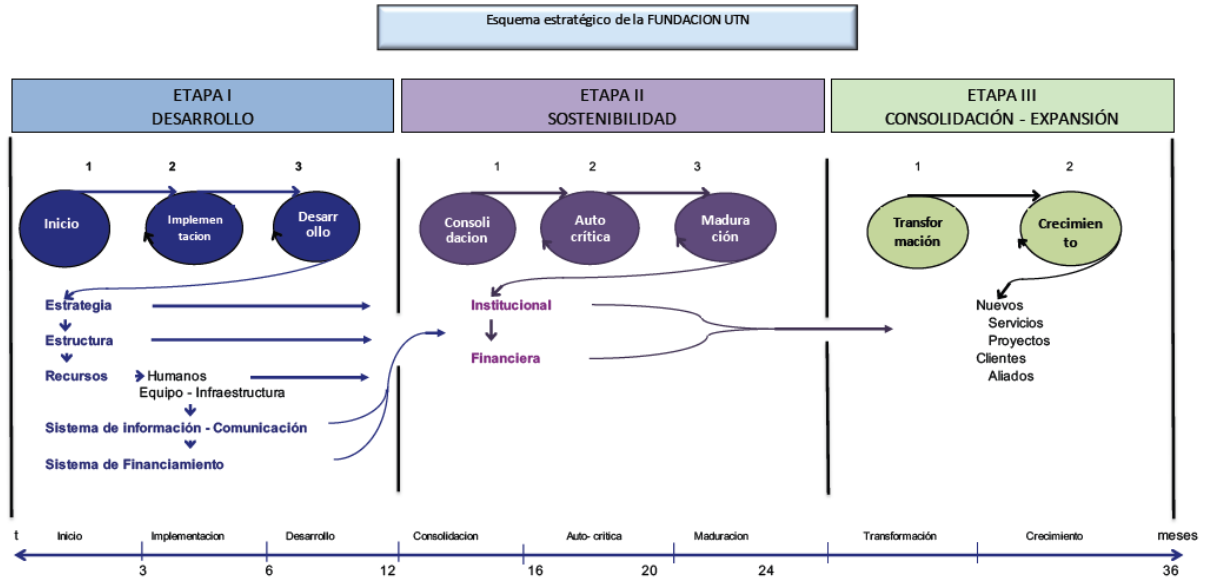 Esquema estratégico de la FUNDACION UTN
ETAPA I
DESARROLLO
ETAPA II
SOSTENIBILIDAD
ETAPA III
CONSOLIDACIÓN - EXPANSIÓN
1 2 3
1 2 3
1 2
Inicio
Implemen
tacion
Desarr
ollo
Consoli
dacion
Auto
crítica
Madura
ción
Transfor
mación
Crecimien
to
Estrategia
Estructura
Recursos
Humanos
Equipo - Infraestructura
Sistema de información - Comunicación
Sistema de Financiamiento
Institucional
Financiera
Nuevos
Servicios
Proyectos
Clientes
Aliados
t Inicio Implementacion Desarrollo Consolidacion Auto- critica Maduracion Transformación Crecimiento meses
3 6 12 16 20 24 36